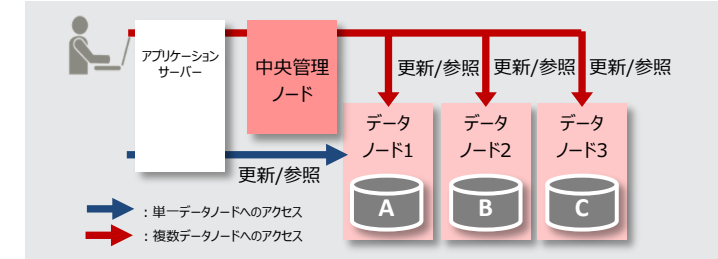 アプリケーション
サーバー
中央管理
ノード
更新/参照
更新/参照
更新/参照
データ
ノード1
データ
ノード2
データ
ノード3
更新/参照
A
B
C
：単一データノードへのアクセス
：複数データノードへのアクセス